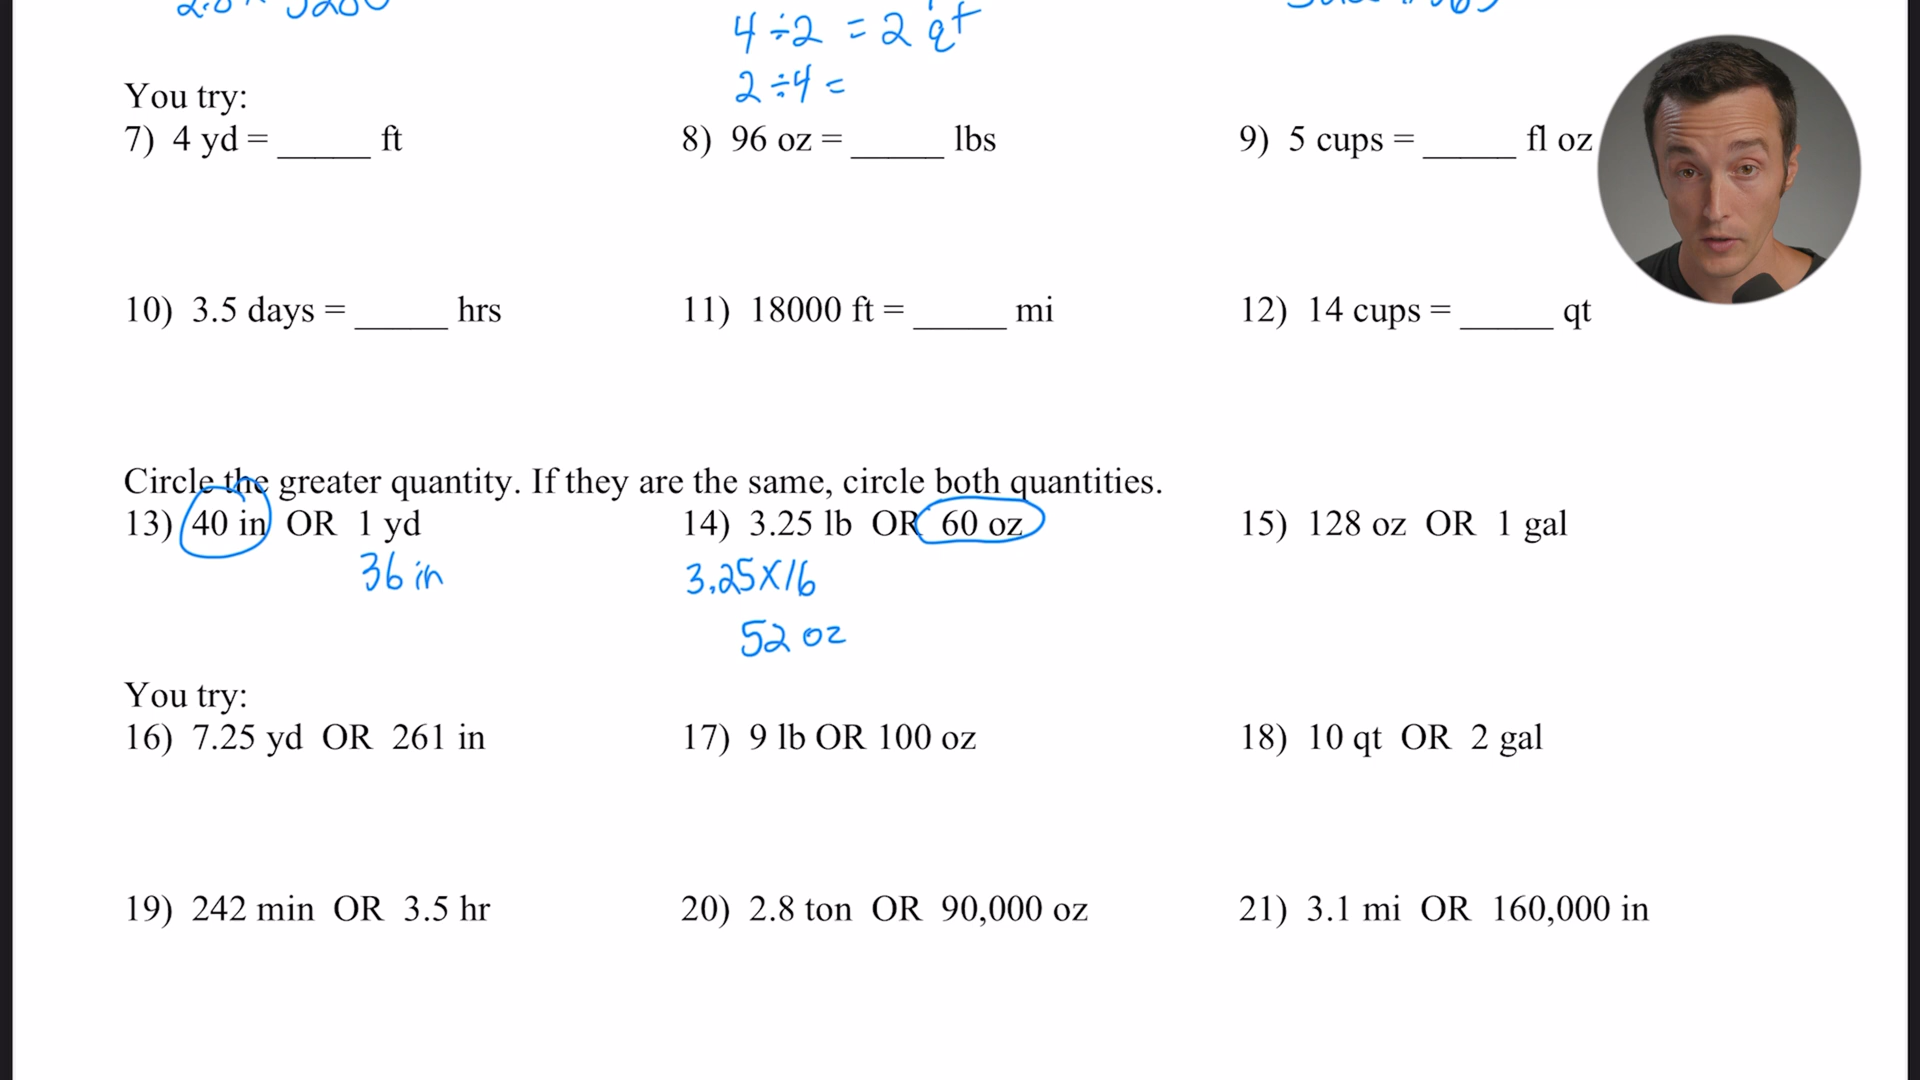 4 ÷ 2 = 2 qt
2 ÷ 4 =
You try:
7) 4 yd = _____ ft
8) 96 oz = _____ lbs
9) 5 cups = _____ fl oz
10) 3.5 days = _____ hrs
11) 18000 ft = _____ mi
12) 14 cups = _____ qt
Circle the greater quantity. If they are the same, circle both quantities.
13) 40 in OR 1 yd
36 in
14) 3.25 lb OR 60 oz
3.25 X 16
52 oz
15) 128 oz OR 1 gal
You try:
16) 7.25 yd OR 261 in
17) 9 lb OR 100 oz
18) 10 qt OR 2 gal
19) 242 min OR 3.5 hr
20) 2.8 ton OR 90,000 oz
21) 3.1 mi OR 160,000 in